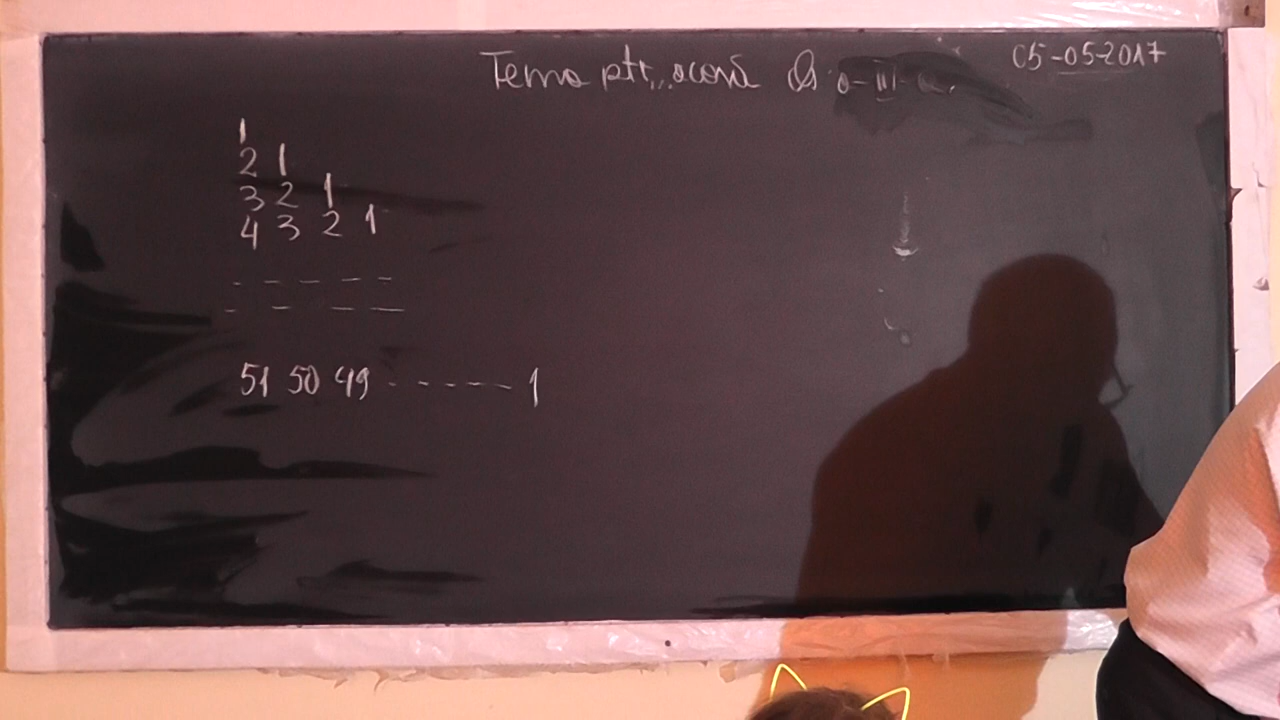 Tema ptr. acasă a III-a
05-05-2017
1
2 1
3 2 1
4 3 2 1
- - - - -
- - - -
51 50 49 ------ 1